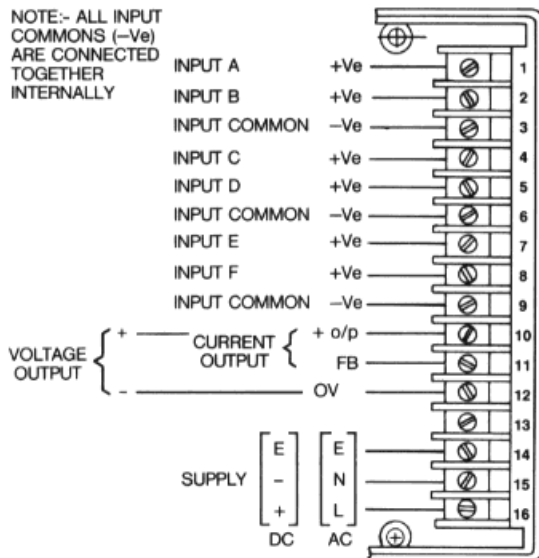 NOTE:- ALL INPUT
COMMONS (–Ve)
ARE CONNECTED
TOGETHER
INTERNALLY
INPUT A +Ve 1
INPUT B +Ve 2
INPUT COMMON –Ve 3
INPUT C +Ve 4
INPUT D +Ve 5
INPUT COMMON –Ve 6
INPUT E +Ve 7
INPUT F +Ve 8
INPUT COMMON –Ve 9
VOLTAGE
OUTPUT
+ CURRENT
OUTPUT
+ o/p 10
FB 11
- OV 12
13
SUPPLY
E E 14
- N 15
+ L 16
DC AC